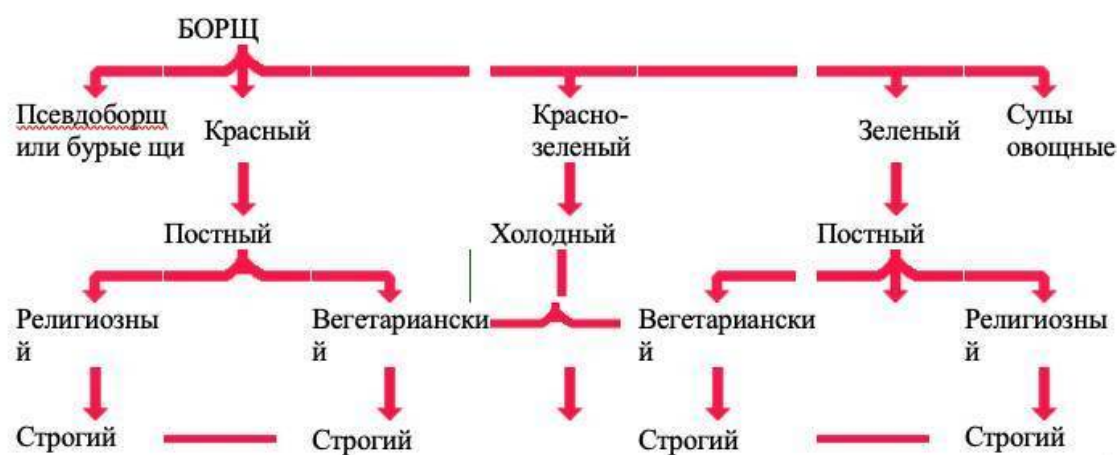 БОРЩ
Псевдоборщ
или бурые щи
Красный
Красно-
зеленый
Зеленый
Супы
овощные
Постный
Холодный
Постный
Религиозны
й
Вегетариански
й
Вегетариански
й
Религиозны
й
Строгий
Строгий
Строгий
Строгий